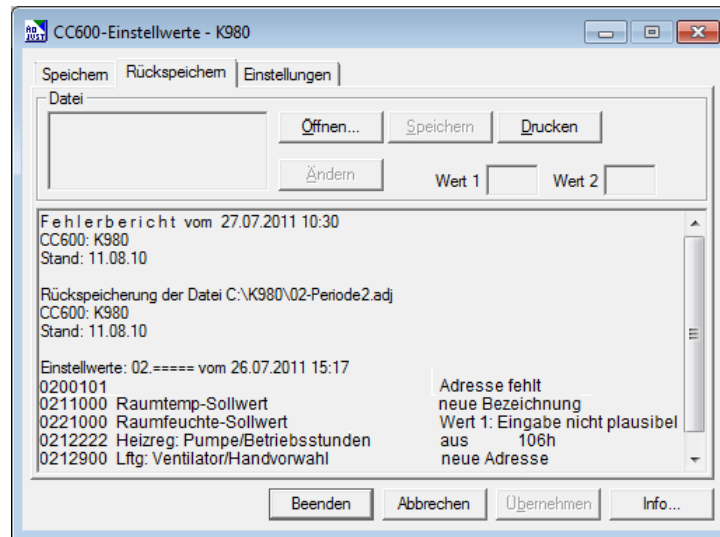 AD JUST CC600-Einstellwerte - K980
Speichern Rückspeichern Einstellungen
Datei
Öffnen... Speichern Drucken
Ändern Wert 1 Wert 2
Fehlerbericht vom 27.07.2011 10:30
CC600: K980
Stand: 11.08.10
Rückspeicherung der Datei C:\K980\02-Periode2.adj
CC600: K980
Stand: 11.08.10
Einstellwerte: 02.===== vom 26.07.2011 15:17
0200101 Adresse fehlt
0211000 Raumtemp-Sollwert neue Bezeichnung
0221000 Raumfeuchte-Sollwert Wert 1: Eingabe nicht plausibel
0212222 Heizreg: Pumpe/Betriebsstunden aus 106h
0212900 Lftg: Ventilator/Handvorwahl neue Adresse
Beenden Abbrechen Übernehmen Info...